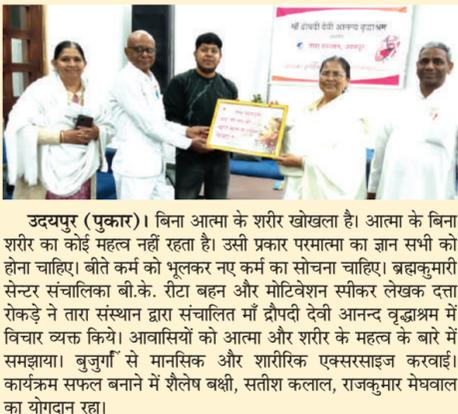 माँ द्रौपदी देवी आनन्द वृद्धाश्रम
तारा संस्थान, उदयपुर
उदयपुर (पुकार)। बिना आत्मा के शरीर खोखला है। आत्मा के बिना
शरीर का कोई महत्व नहीं रहता है। उसी प्रकार परमात्मा का ज्ञान सभी को
होना चाहिए। बीते कर्म को भूलकर नए कर्म का सोचना चाहिए। ब्रह्मकुमारी
सेन्टर संचालिका बी.के. रीटा बहन और मोटिवेशन स्पीकर लेखक दत्ता
रोकड़े ने तारा संस्थान द्वारा संचालित माँ द्रौपदी देवी आनन्द वृद्धाश्रम में
विचार व्यक्त किये। आवासियों को आत्मा और शरीर के महत्व के बारे में
समझाया। बुजुर्गों से मानसिक और शारीरिक एक्सरसाइज करवाई।
कार्यक्रम सफल बनाने में शैलेष बक्षी, सतीश कलाल, राजकुमार मेघवाल
का योगदान रहा।